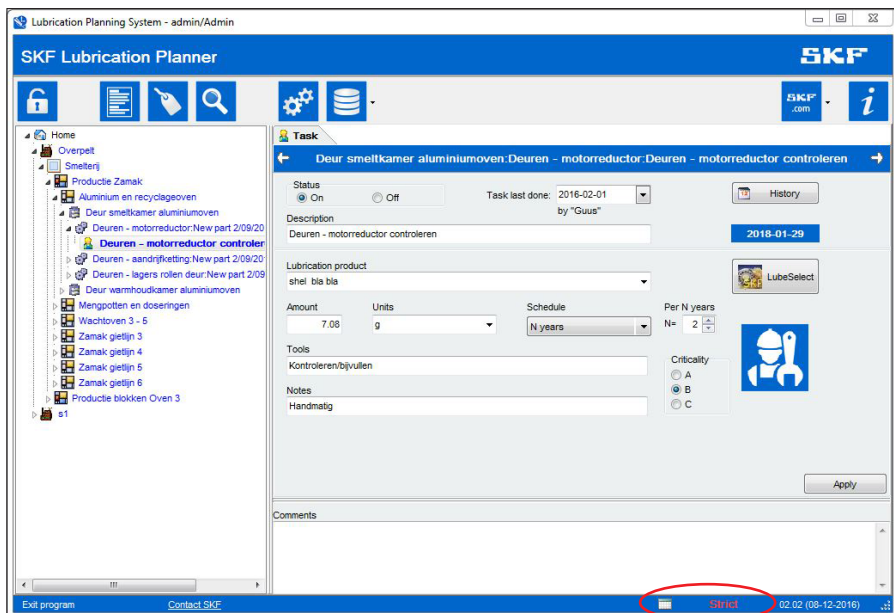 Lubrication Planning System - admin/Admin
SKF Lubrication Planner
SKF
SKF
.com
i
Home
Overpelt
Smelterij
Productie Zamak
Aluminium en recyclageoven
Deur smeltkamer aluminiumoven
Deuren - motorreductor:New part 2/09/20
Deuren - motorreductor controler
Deuren - aandrijfketting:New part 2/09/20
Deuren - lagers rollen deur:New part 2/09
Deur warmhoudkamer aluminiumoven
Mengpotten en doseringen
Wachtoven 3 - 5
Zamak gietlijn 3
Zamak gietlijn 4
Zamak gietlijn 5
Zamak gietlijn 6
Productie blokken Oven 3
s1
Task
Deur smeltkamer aluminiumoven:Deuren - motorreductor:Deuren - motorreductor controleren
Status
On Off
Task last done: 2016-02-01
by "Guus"
History
Description
Deuren - motorreductor controleren
2018-01-29
Lubrication product
shel bla bla
LubeSelect
Amount Units Schedule Per N years
7.08 g N years N= 2
Tools
Kontroleren/bijvullen
Criticality
A
B
C
Notes
Handmatig
Apply
Comments
Exit program Contact SKF Strict 02.02 (08-12-2016)